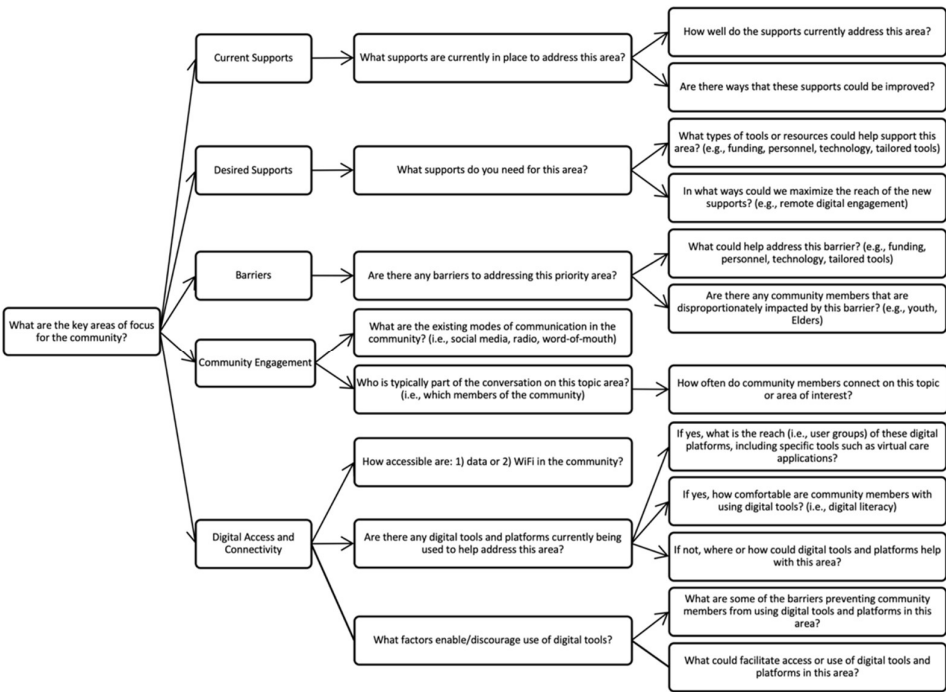 What are the key areas of focus
for the community?
Current Supports
What supports are currently in place to address this area?
How well do the supports currently address this area?
Are there ways that these supports could be improved?
Desired Supports
What supports do you need for this area?
What types of tools or resources could help support this
area? (e.g., funding, personnel, technology, tailored tools)
In what ways could we maximize the reach of the new
supports? (e.g., remote digital engagement)
Barriers
Are there any barriers to addressing this priority area?
What could help address this barrier? (e.g., funding,
personnel, technology, tailored tools)
Are there any community members that are
disproportionately impacted by this barrier? (e.g., youth,
Elders)
Community Engagement
What are the existing modes of communication in the
community? (i.e., social media, radio, word-of-mouth)
Who is typically part of the conversation on this topic area?
(i.e., which members of the community)
How often do community members connect on this topic
or area of interest?
Digital Access and
Connectivity
How accessible are: 1) data or 2) WiFi in the community?
Are there any digital tools and platforms currently being
used to help address this area?
If yes, what is the reach (i.e., user groups) of these digital
platforms, including specific tools such as virtual care
applications?
If yes, how comfortable are community members with
using digital tools? (i.e., digital literacy)
If not, where or how could digital tools and platforms help
with this area?
What factors enable/discourage use of digital tools?
What are some of the barriers preventing community
members from using digital tools and platforms in this
area?
What could facilitate access or use of digital tools and
platforms in this area?